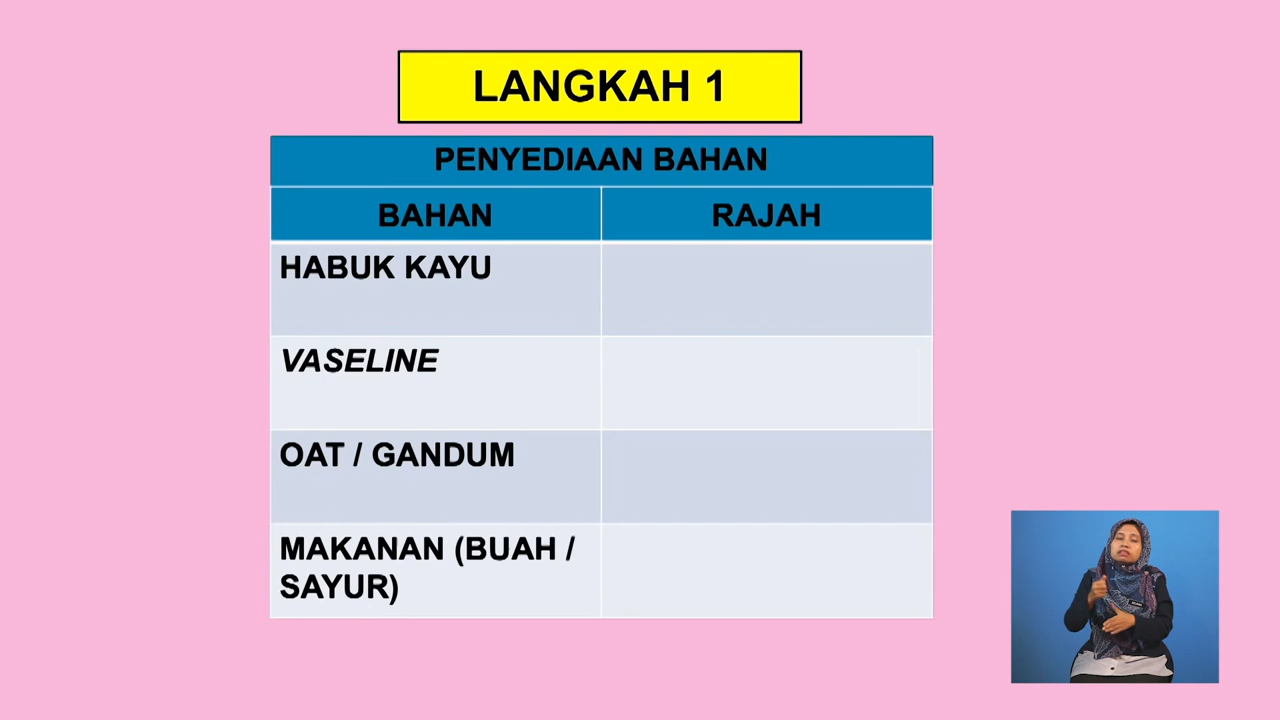 LANGKAH 1
PENYEDIAAN BAHAN
BAHAN
RAJAH
HABUK KAYU
VASELINE
OAT / GANDUM
MAKANAN (BUAH /
SAYUR)